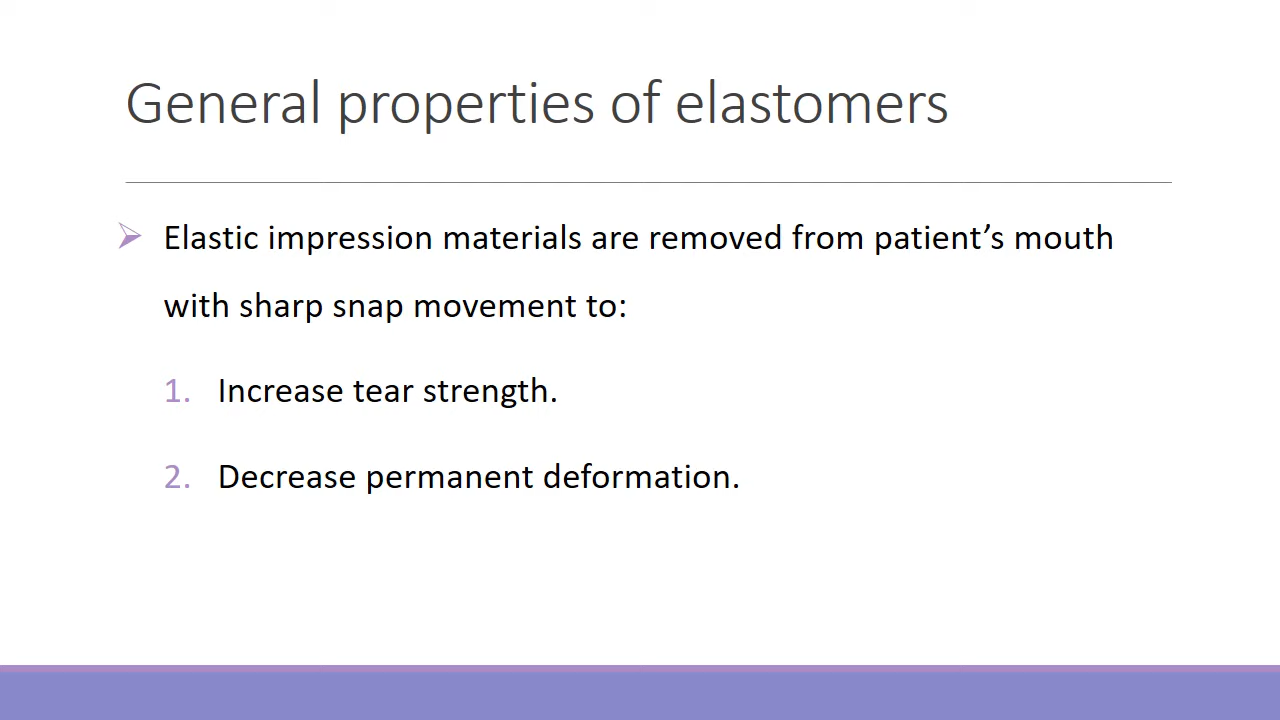 General properties of elastomers
➢ Elastic impression materials are removed from patient’s mouth
with sharp snap movement to:
1. Increase tear strength.
2. Decrease permanent deformation.